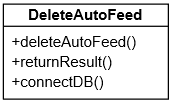 DeleteAutoFeed
+deleteAutoFeed()
+returnResult()
+connectDB()